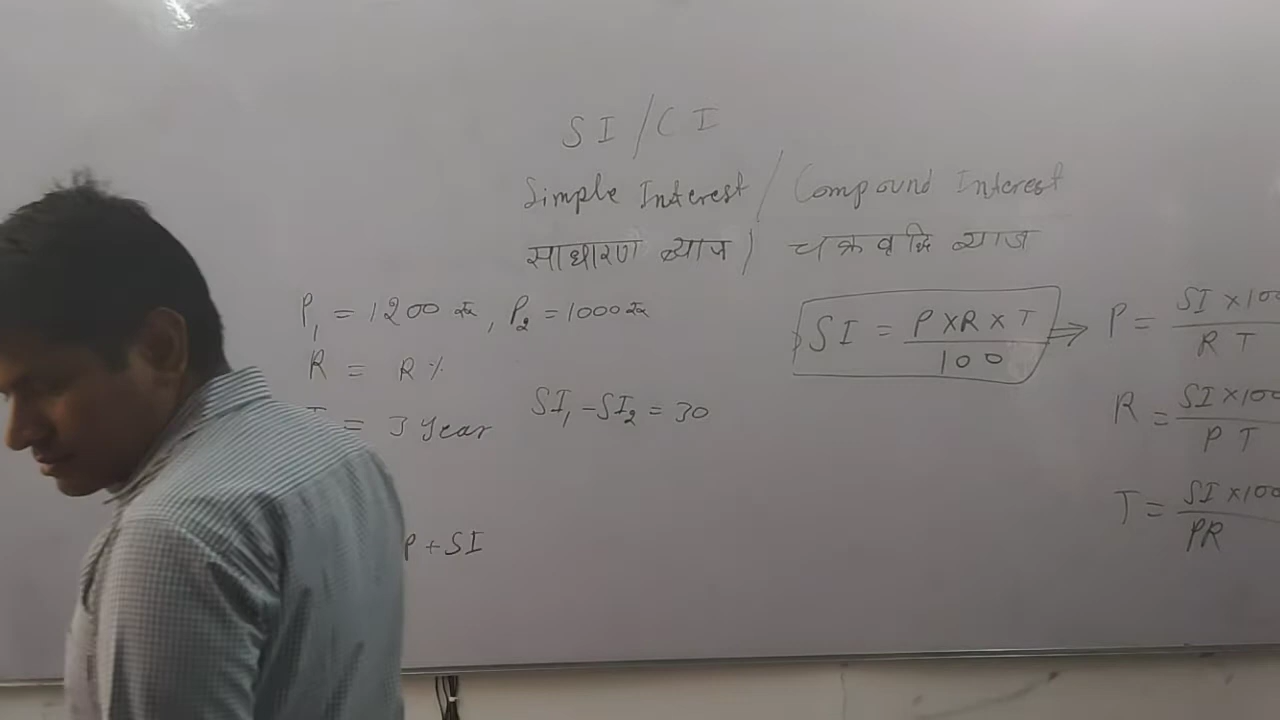 SI / CI
Simple Interest / Compound Interest
साधारण ब्याज / चक्रवृद्धि ब्याज
P₁ = 1200 रू, P₂ = 1000 रू
R = R %
= 3 year
SI₁ - SI₂ = 30
P + SI
SI = P X R X T / 100 ⇒ P = SI X 100 / R T
R = SI X 100 / P T
T = SI X 100 / PR